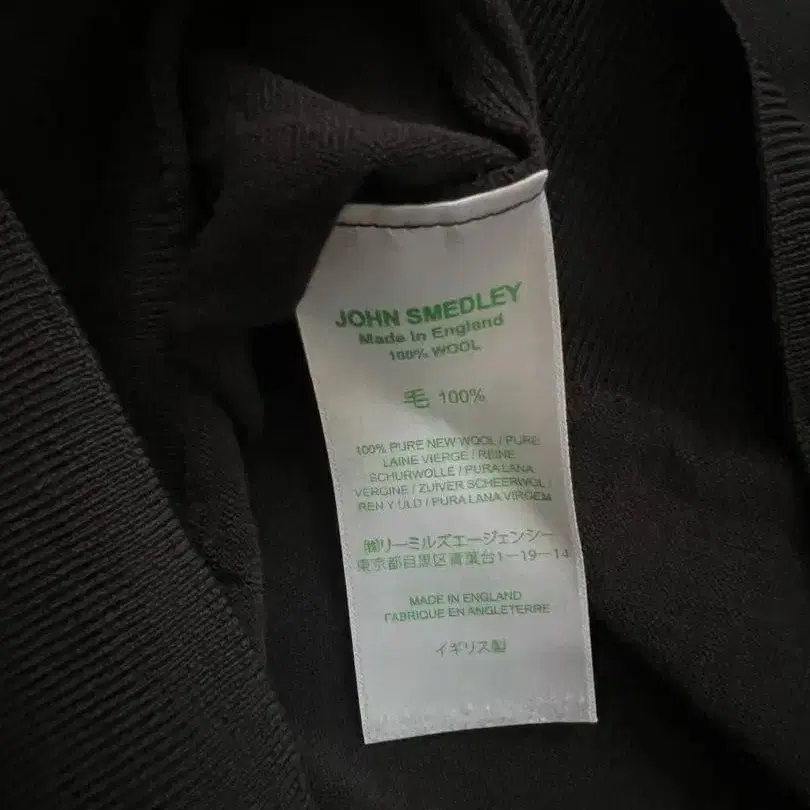 JOHN SMEDLEY
Made in England
100% WOOL
毛 100%
100% PURE NEW WOOL / PURE
LAINE VIERGE / REINE
SCHURWOLLE / PURA LANA
VERGINE / ZUIVER SCHEERWOL /
REN Y ULD / PURA LANA VIRGEM
㈱リーミルズエージェンシー
東京都目黒区青葉台1-19-14
MADE IN ENGLAND
FABRIQUE EN ANGLETERRE
イギリス製